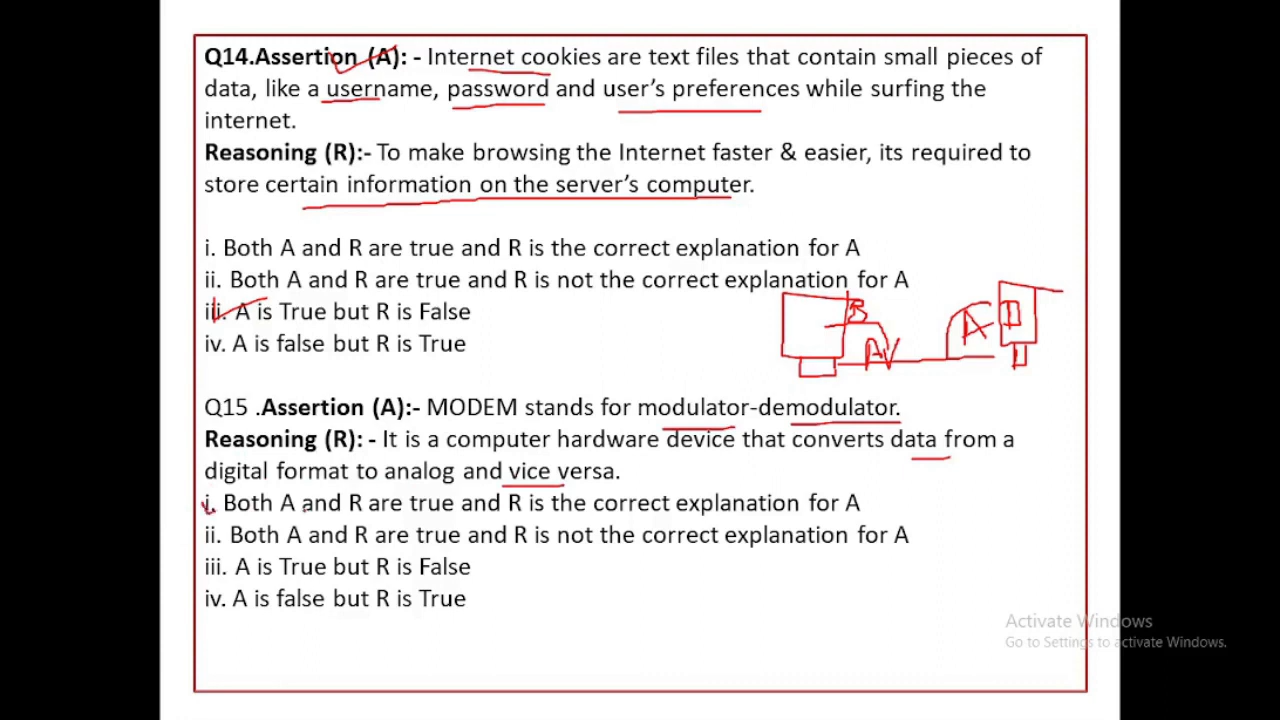 Q14.Assertion (A): - Internet cookies are text files that contain small pieces of
data, like a username, password and user's preferences while surfing the
internet.
Reasoning (R):- To make browsing the Internet faster & easier, its required to
store certain information on the server's computer.
i. Both A and R are true and R is the correct explanation for A
ii. Both A and R are true and R is not the correct explanation for A
iii. A is True but R is False
iv. A is false but R is True
Q15 .Assertion (A):- MODEM stands for modulator-demodulator.
Reasoning (R): - It is a computer hardware device that converts data from a
digital format to analog and vice versa.
i. Both A and R are true and R is the correct explanation for A
ii. Both A and R are true and R is not the correct explanation for A
iii. A is True but R is False
iv. A is false but R is True
Activate Windows
Go to Settings to activate Windows.